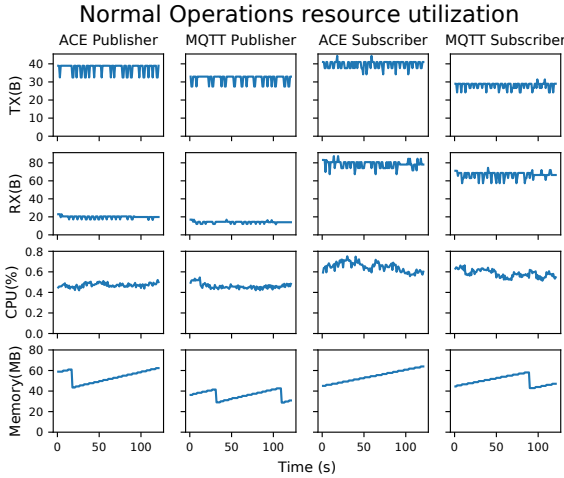 Normal Operations resource utilization
ACE Publisher MQTT Publisher ACE Subscriber MQTT Subscriber
TX(B)
40
30
20
10
0
RX(B)
80
60
40
20
0
CPU(%)
0.8
0.6
0.4
0.2
0.0
Memory(MB)
80
60
40
20
0
0 50 100 0 50 100 0 50 100 0 50 100
Time (s)